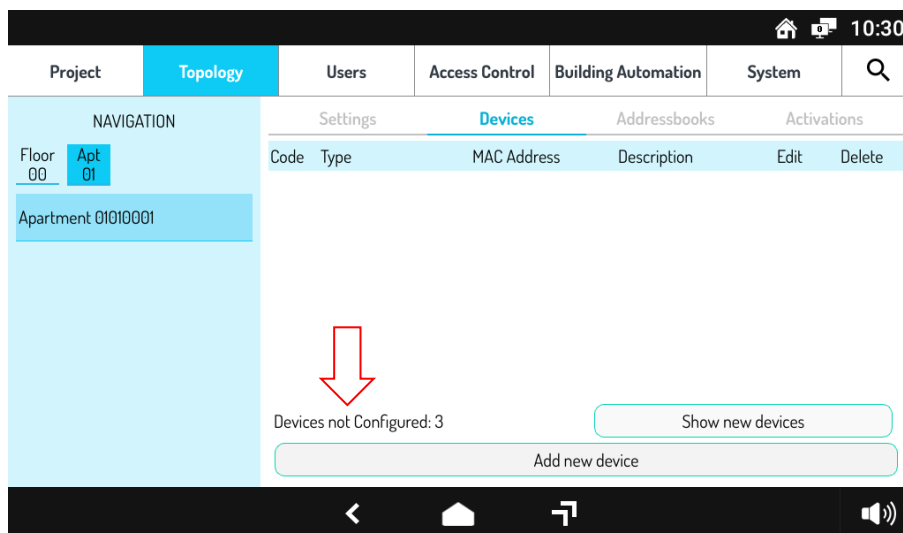 10:30
Project Topology Users Access Control Building Automation System
NAVIGATION
Settings Devices Addressbooks Activations
Floor 00
Apt 01
Code Type MAC Address Description Edit Delete
Apartment 01010001
Devices not Configured: 3
Show new devices
Add new device